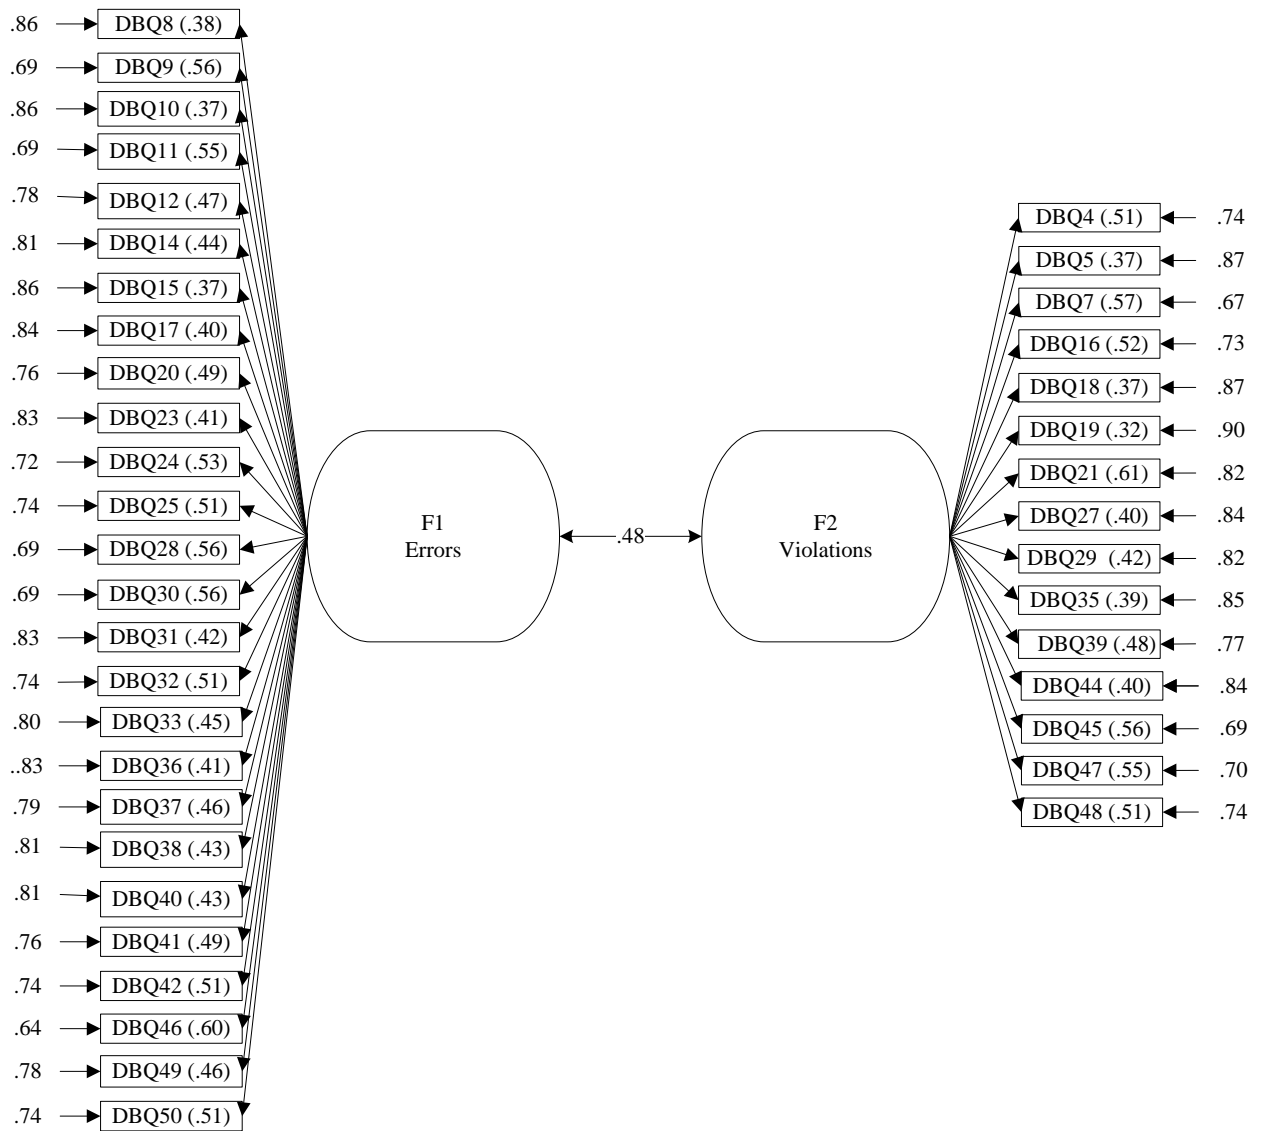 .86 DBQ8 (.38)
.69 DBQ9 (.56)
.86 DBQ10 (.37)
.69 DBQ11 (.55)
.78 DBQ12 (.47)
.81 DBQ14 (.44)
.86 DBQ15 (.37)
.84 DBQ17 (.40)
.76 DBQ20 (.49)
.83 DBQ23 (.41)
.72 DBQ24 (.53)
.74 DBQ25 (.51)
.69 DBQ28 (.56)
.69 DBQ30 (.56)
.83 DBQ31 (.42)
.74 DBQ32 (.51)
.80 DBQ33 (.45)
..83 DBQ36 (.41)
.79 DBQ37 (.46)
.81 DBQ38 (.43)
.81 DBQ40 (.43)
.76 DBQ41 (.49)
.74 DBQ42 (.51)
.64 DBQ46 (.60)
.78 DBQ49 (.46)
.74 DBQ50 (.51)
F1
Errors
.48
F2
Violations
DBQ4 (.51) .74
DBQ5 (.37) .87
DBQ7 (.57) .67
DBQ16 (.52) .73
DBQ18 (.37) .87
DBQ19 (.32) .90
DBQ21 (.61) .82
DBQ27 (.40) .84
DBQ29 (.42) .82
DBQ35 (.39) .85
DBQ39 (.48) .77
DBQ44 (.40) .84
DBQ45 (.56) .69
DBQ47 (.55) .70
DBQ48 (.51) .74